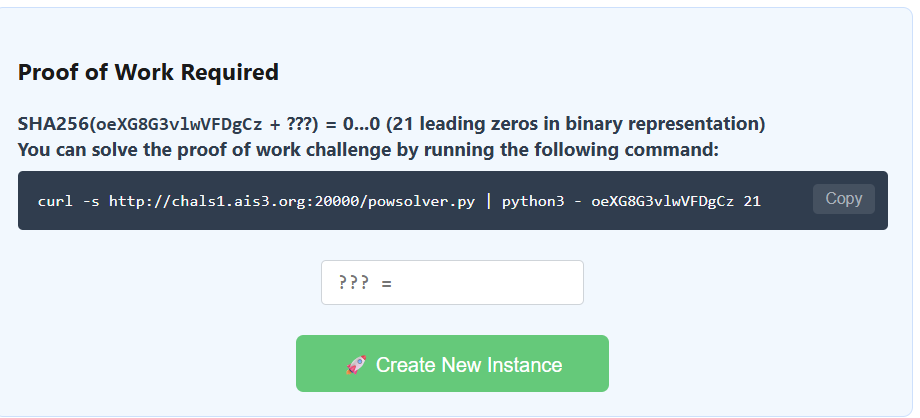 Proof of Work Required
SHA256(oeXG8G3vlwVFDgCz + ???) = 0...0 (21 leading zeros in binary representation)
You can solve the proof of work challenge by running the following command:
curl -s http://chals1.ais3.org:20000/powsolver.py | python3 - oeXG8G3vlwVFDgCz 21
Copy
??? =
🚀 Create New Instance